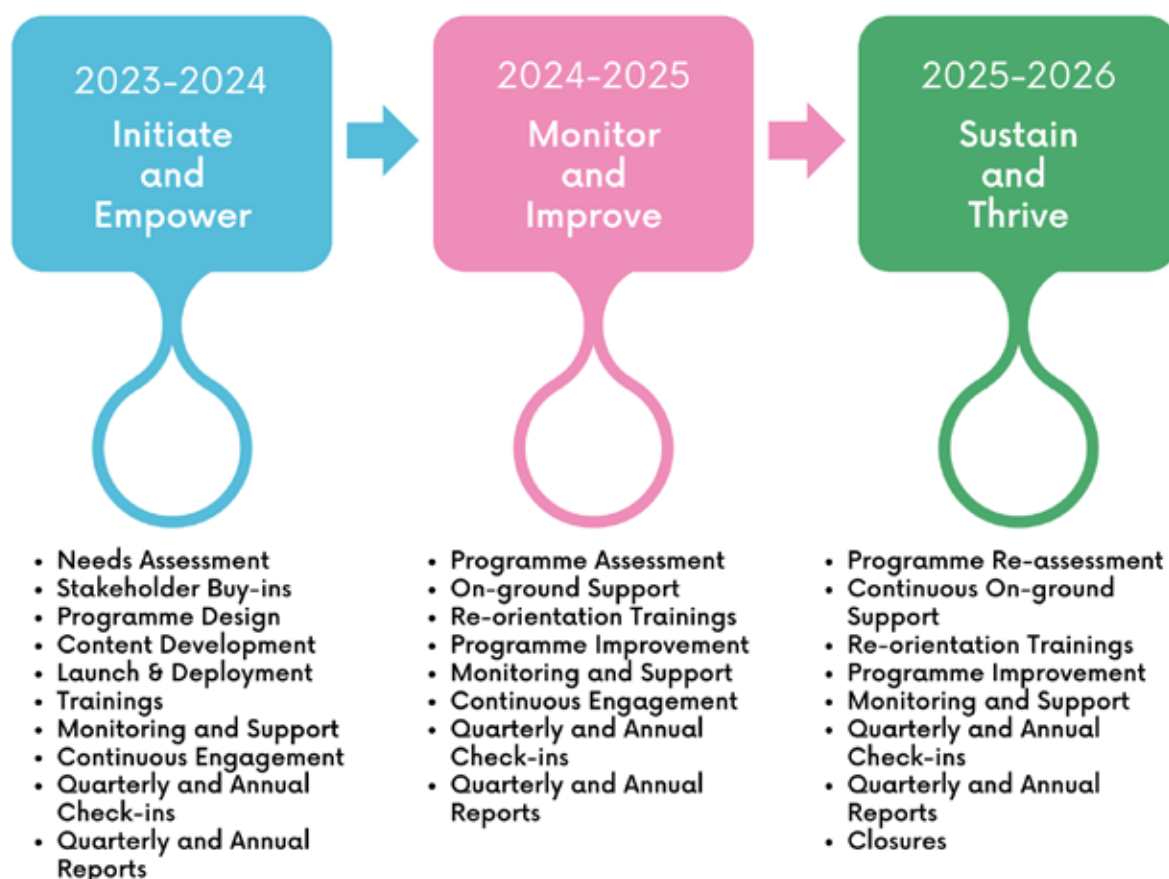 2023-2024
Initiate
and
Empower
2024-2025
Monitor
and
Improve
2025-2026
Sustain
and
Thrive
• Needs Assessment
• Stakeholder Buy-ins
• Programme Design
• Content Development
• Launch & Deployment
• Trainings
• Monitoring and Support
• Continuous Engagement
• Quarterly and Annual
Check-ins
• Quarterly and Annual
Reports
• Programme Assessment
• On-ground Support
• Re-orientation Trainings
• Programme Improvement
• Monitoring and Support
• Continuous Engagement
• Quarterly and Annual
Check-ins
• Quarterly and Annual
Reports
• Programme Re-assessment
• Continuous On-ground
Support
• Re-orientation Trainings
• Programme Improvement
• Monitoring and Support
• Quarterly and Annual
Check-ins
• Quarterly and Annual
Reports
• Closures